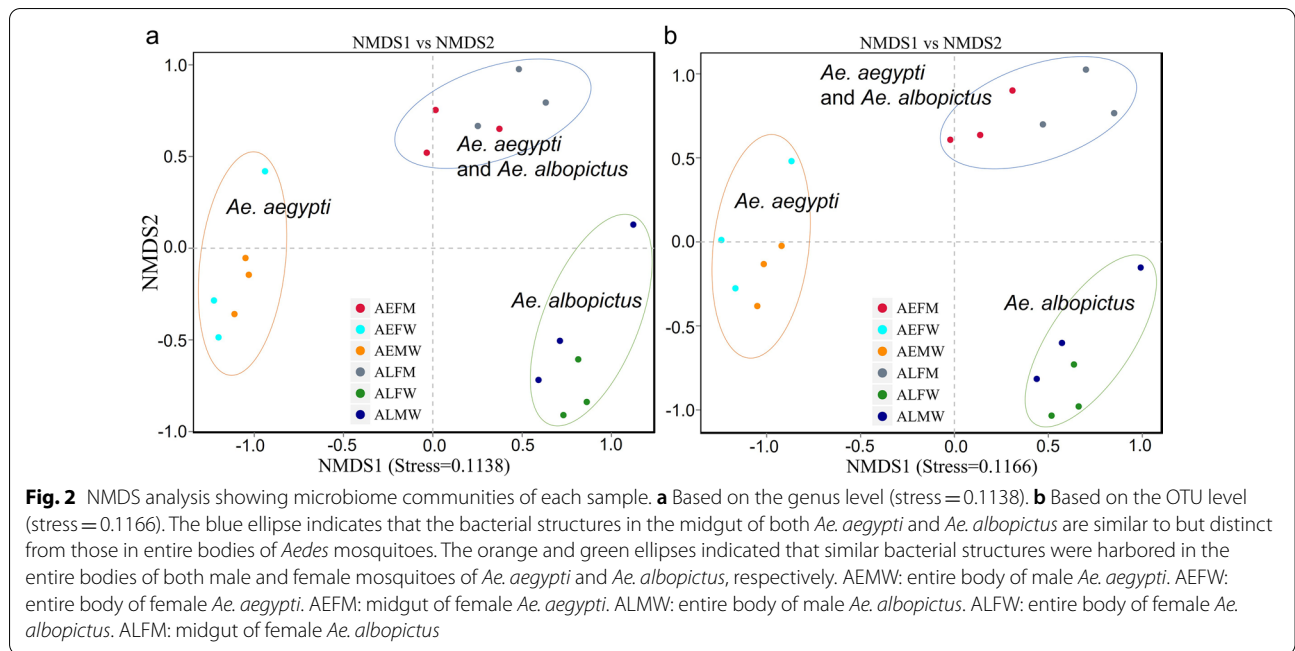 a
NMDS1 vs NMDS2
1.0
0.5
0.0
-0.5
-1.0
NMDS2
Ae. aegypti
and Ae. albopictus
Ae. aegypti
Ae. albopictus
AEFM
AEFW
AEMW
ALFM
ALFW
ALMW
-1.0 -0.5 0.0 0.5 1.0
NMDS1 (Stress=0.1138)
b
NMDS1 vs NMDS2
1.0
0.5
0.0
-0.5
-1.0
Ae. aegypti
and Ae. albopictus
Ae. aegypti
Ae. albopictus
AEFM
AEFW
AEMW
ALFM
ALFW
ALMW
-1.0 -0.5 0.0 0.5 1.0
NMDS1 (Stress=0.1166)
Fig. 2 NMDS analysis showing microbiome communities of each sample. a Based on the genus level (stress = 0.1138). b Based on the OTU level
(stress = 0.1166). The blue ellipse indicates that the bacterial structures in the midgut of both Ae. aegypti and Ae. albopictus are similar to but distinct
from those in entire bodies of Aedes mosquitoes. The orange and green ellipses indicated that similar bacterial structures were harbored in the
entire bodies of both male and female mosquitoes of Ae. aegypti and Ae. albopictus, respectively. AEMW: entire body of male Ae. aegypti. AEFW:
entire body of female Ae. aegypti. AEFM: midgut of female Ae. aegypti. ALMW: entire body of male Ae. albopictus. ALFW: entire body of female Ae.
albopictus. ALFM: midgut of female Ae. albopictus